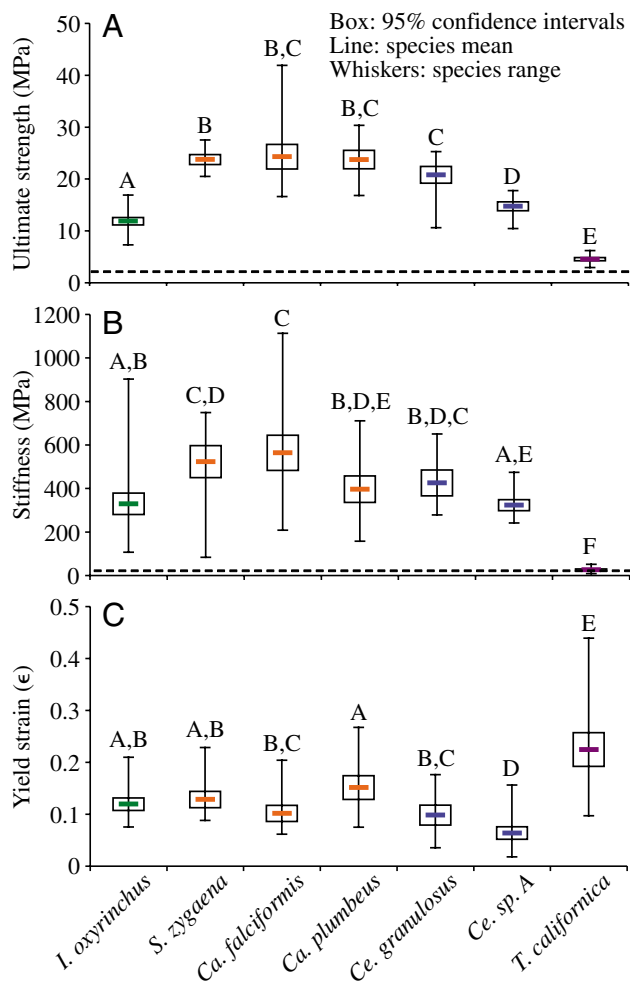 A
Box: 95% confidence intervals
Line: species mean
Whiskers: species range
Ultimate strength (MPa)
50
40
30
20
10
0
A
B
B,C
B,C
C
D
E
B
Stiffness (MPa)
1200
1000
800
600
400
200
0
A,B
C,D
C
B,D,E
B,D,C
A,E
F
C
Yield strain (ϵ)
0.5
0.4
0.3
0.2
0.1
0
A,B
A,B
B,C
A
B,C
D
E
I. oxyrinchus
S. zygaena
Ca. falciformis
Ca. plumbeus
Ce. granulosus
Ce. sp. A
T. californica